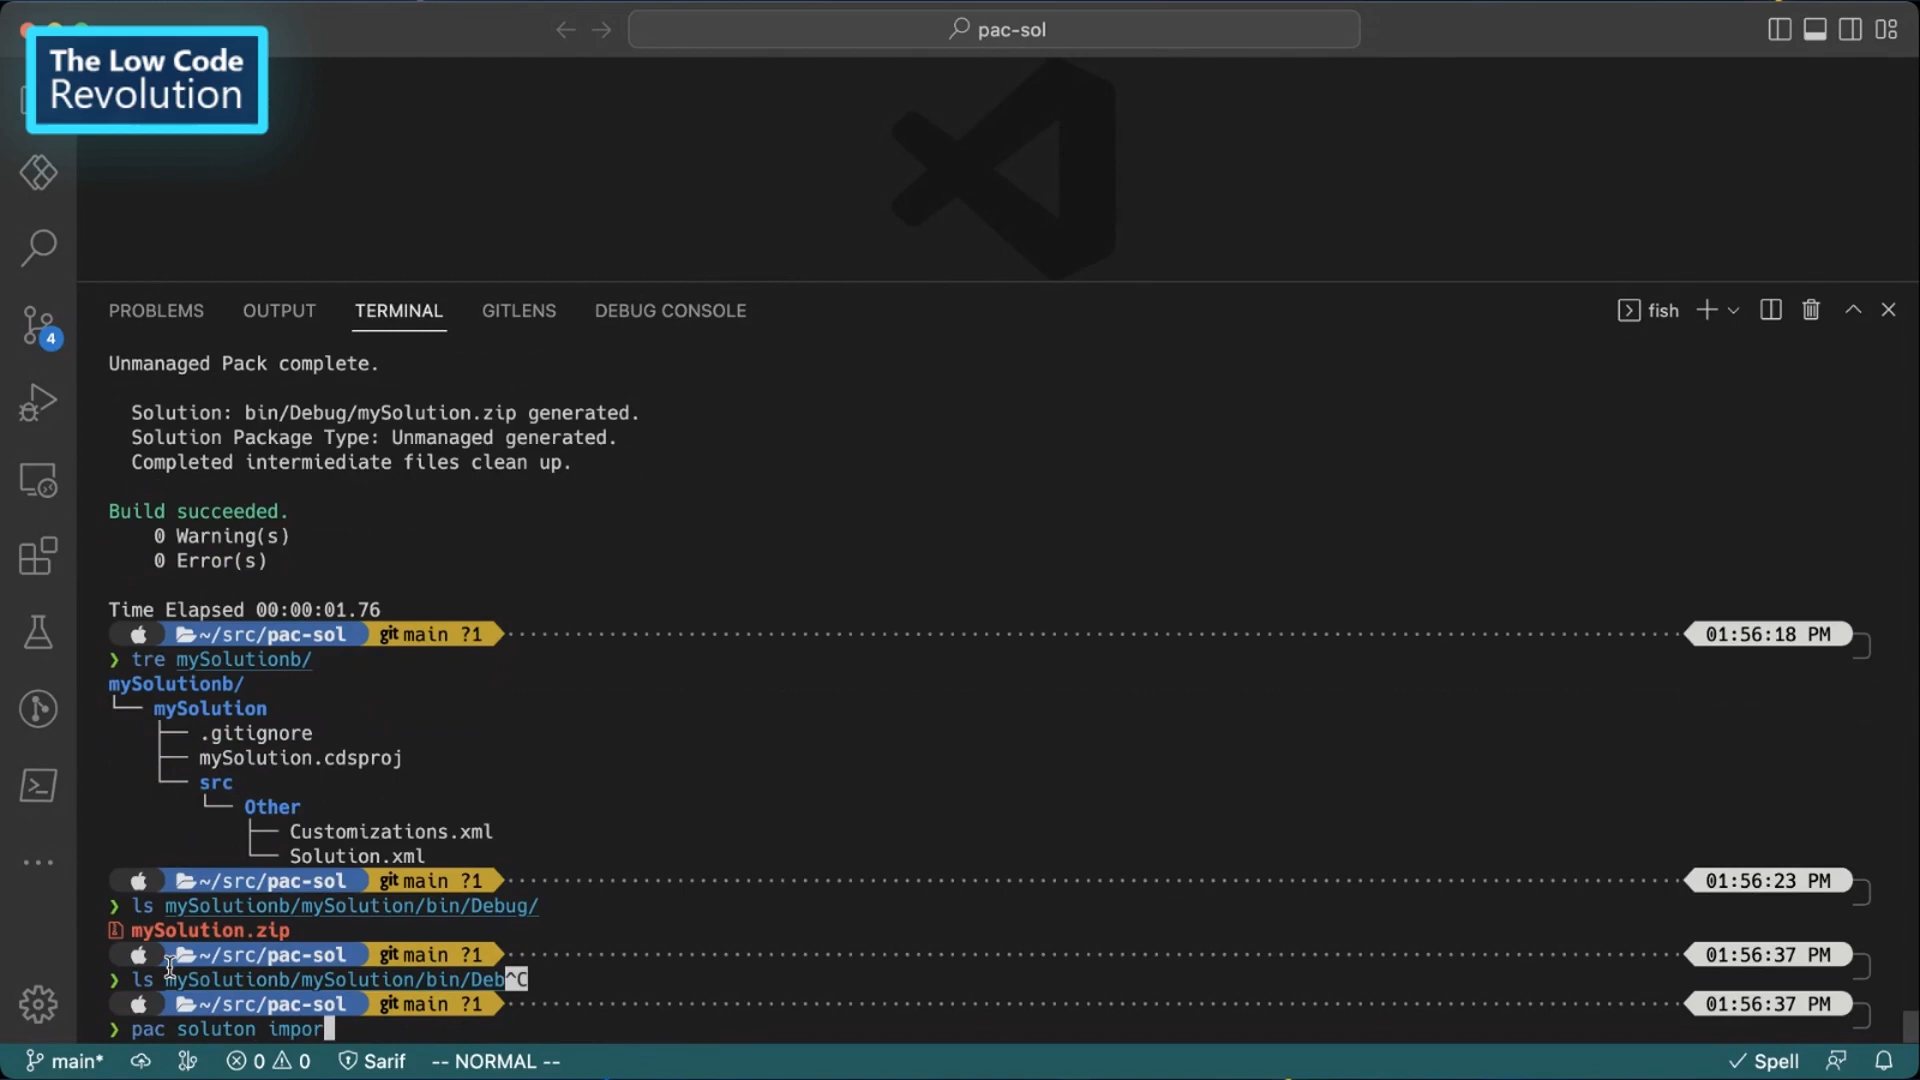 pac-sol
The Low Code
Revolution
PROBLEMS OUTPUT TERMINAL GITLENS DEBUG CONSOLE fish
Unmanaged Pack complete.
Solution: bin/Debug/mySolution.zip generated.
Solution Package Type: Unmanaged generated.
Completed intermiediate files clean up.
Build succeeded.
0 Warning(s)
0 Error(s)
Time Elapsed 00:00:01.76
~/src/pac-sol git main ?1 01:56:18 PM
❯ tre mySolutionb/
mySolutionb/
└── mySolution
├── .gitignore
├── mySolution.cdsproj
└── src
└── Other
├── Customizations.xml
└── Solution.xml
~/src/pac-sol git main ?1 01:56:23 PM
❯ ls mySolutionb/mySolution/bin/Debug/
mySolution.zip
~/src/pac-sol git main ?1 01:56:37 PM
❯ ls mySolutionb/mySolution/bin/Deb^C
~/src/pac-sol git main ?1 01:56:37 PM
❯ pac soluton impor
4
main* 0 0 Sarif -- NORMAL -- Spell